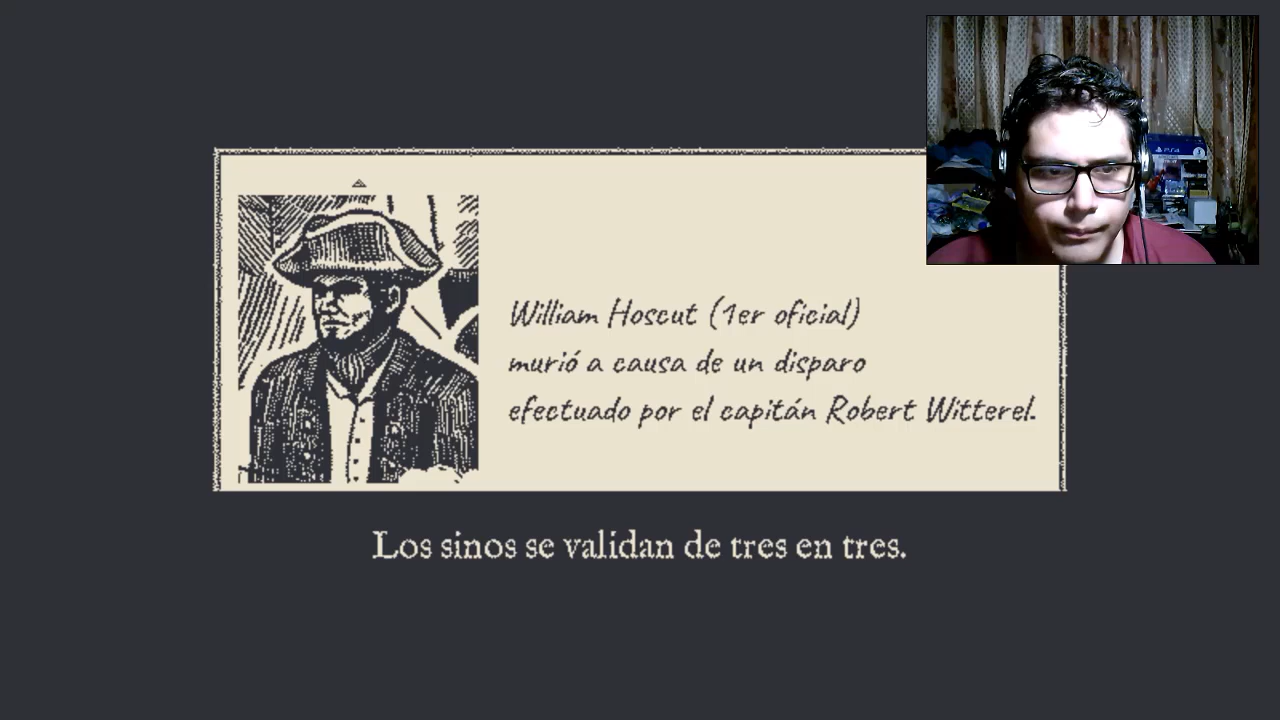 William Hoscut (1er oficial)
murió a causa de un disparo
efectuado por el capitán Robert Witterel.
Los sinos se validan de tres en tres.
PS4